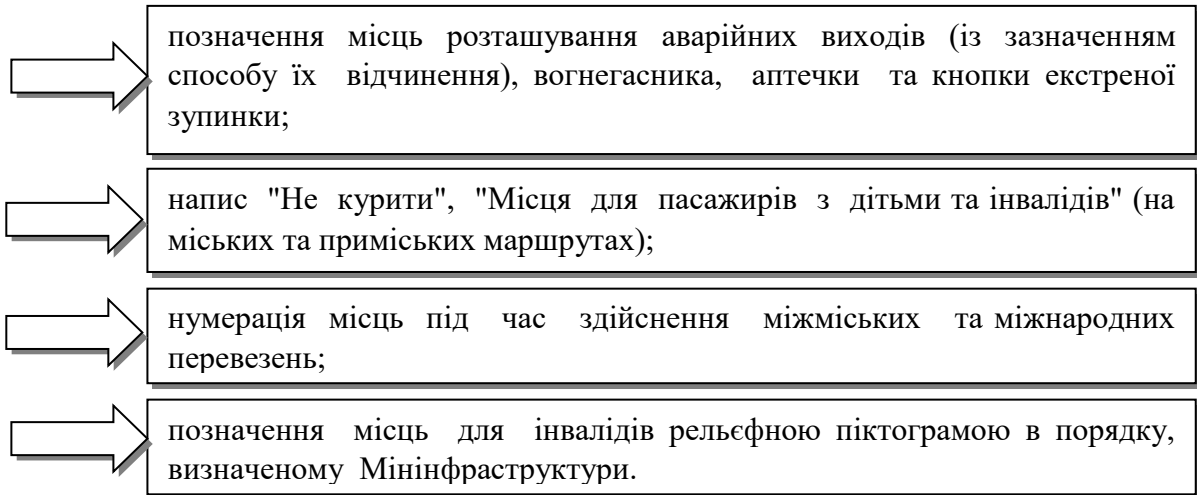 позначення місць розташування аварійних виходів (із зазначенням
способу їх відчинення), вогнегасника, аптечки та кнопки екстреної
зупинки;
напис "Не курити", "Місця для пасажирів з дітьми та інвалідів" (на
міських та приміських маршрутах);
нумерація місць під час здійснення міжміських та міжнародних
перевезень;
позначення місць для інвалідів рельєфною піктограмою в порядку,
визначеному Мінінфраструктури.